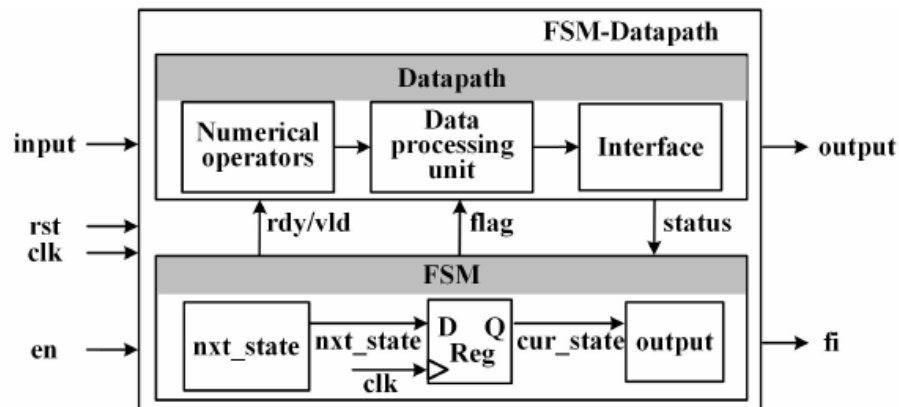 FSM-Datapath
Datapath
Numerical
operators
Data
processing
unit
Interface
input
output
rst
clk
rdy/vld
flag
status
FSM
nxt_state
nxt_state
D Q
Reg
clk
cur_state
output
en
fi